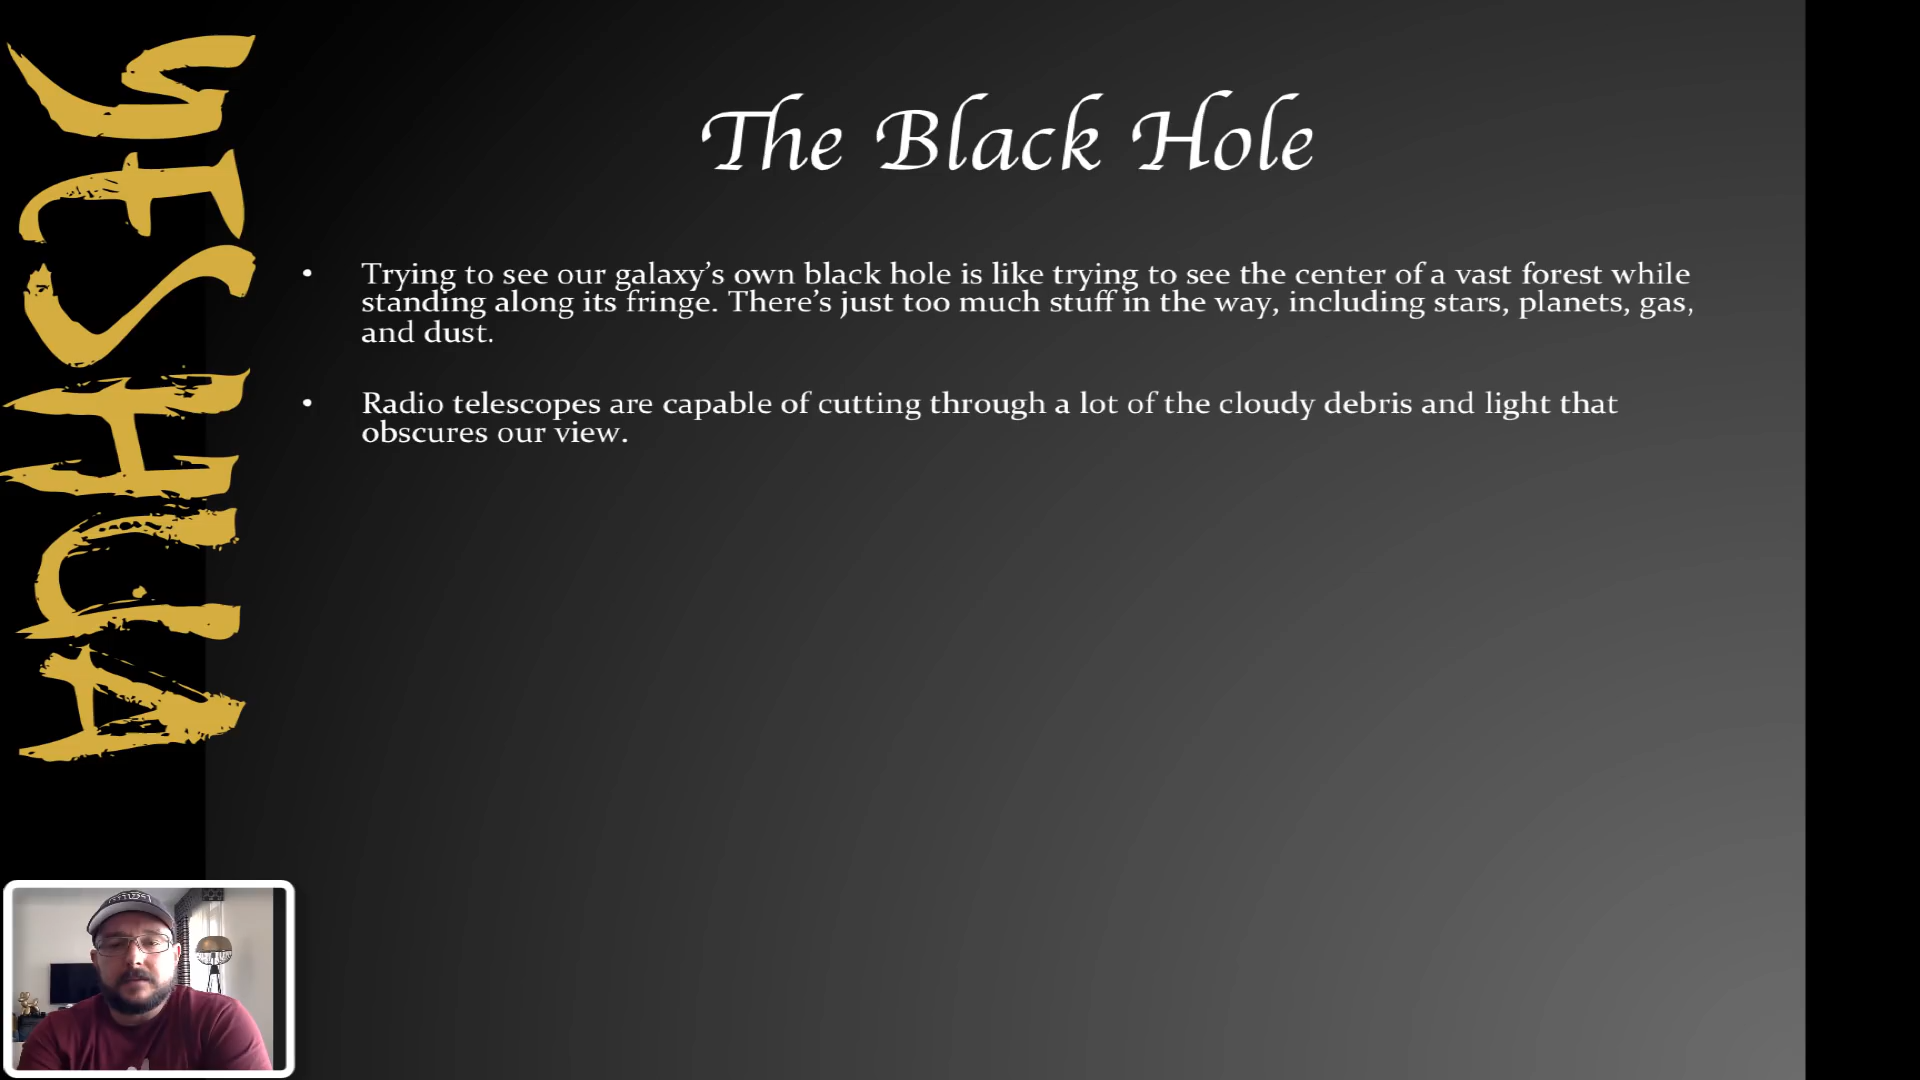 YESHUA
The Black Hole
• Trying to see our galaxy’s own black hole is like trying to see the center of a vast forest while
standing along its fringe. There’s just too much stuff in the way, including stars, planets, gas,
and dust.
• Radio telescopes are capable of cutting through a lot of the cloudy debris and light that
obscures our view.